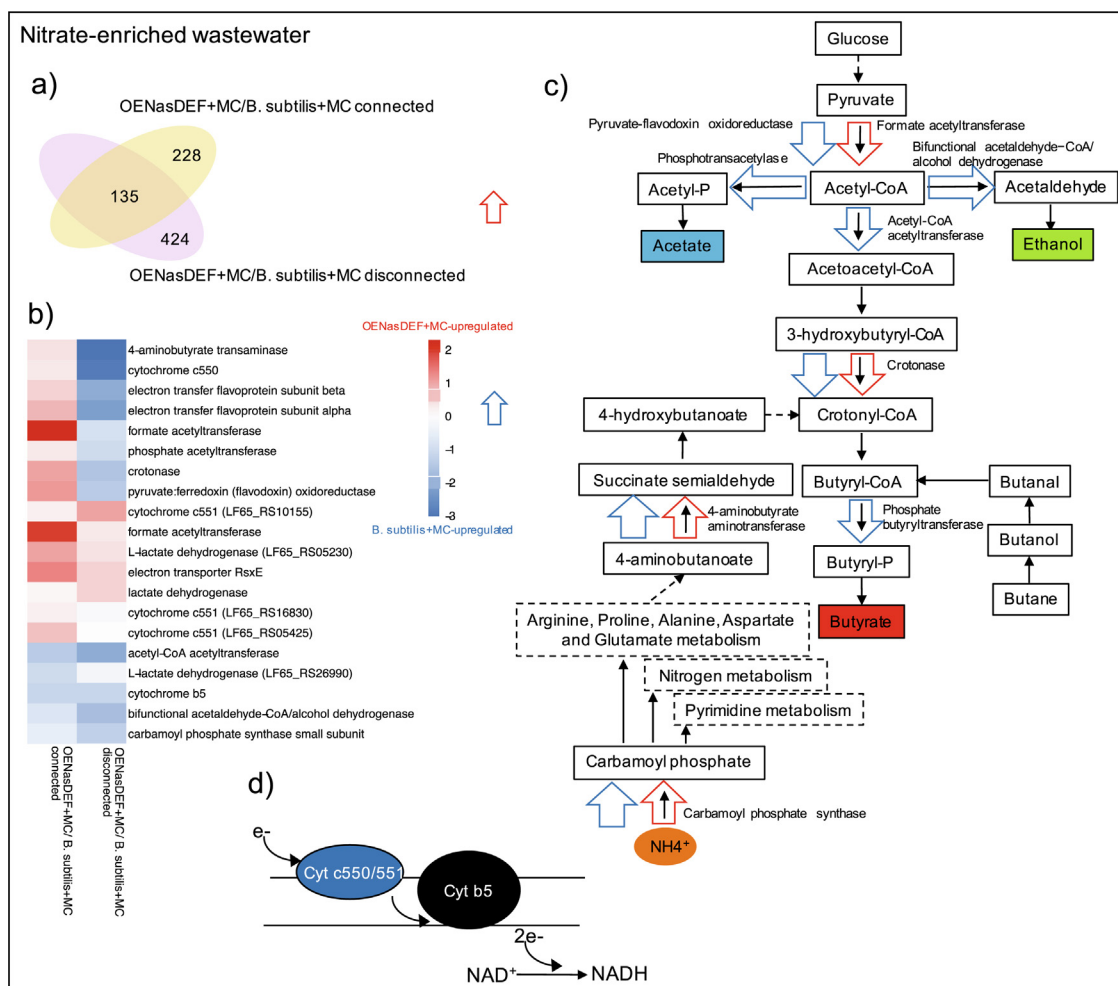 Nitrate-enriched wastewater
a)
OENasDEF+MC/B. subtilis+MC connected
228
135
424
OENasDEF+MC/B. subtilis+MC disconnected
b)
OENasDEF+MC-upregulated
2
1
0
-1
-2
-3
B. subtilis+MC-upregulated
4-aminobutyrate transaminase
cytochrome c550
electron transfer flavoprotein subunit beta
electron transfer flavoprotein subunit alpha
formate acetyltransferase
phosphate acetyltransferase
crotonase
pyruvate:ferredoxin (flavodoxin) oxidoreductase
cytochrome c551 (LF65_RS10155)
formate acetyltransferase
L-lactate dehydrogenase (LF65_RS05230)
electron transporter RsxE
lactate dehydrogenase
cytochrome c551 (LF65_RS16830)
cytochrome c551 (LF65_RS05425)
acetyl-CoA acetyltransferase
L-lactate dehydrogenase (LF65_RS26990)
cytochrome b5
bifunctional acetaldehyde-CoA/alcohol dehydrogenase
carbamoyl phosphate synthase small subunit
OENasDEF+MC/ B. subtilis+MC
connected
OENasDEF+MC/ B. subtilis+MC
disconnected
c)
Glucose
Pyruvate
Pyruvate-flavodoxin oxidoreductase
Formate acetyltransferase
Phosphotransacetylase
Bifunctional acetaldehyde-CoA/
alcohol dehydrogenase
Acetyl-P
Acetyl-CoA
Acetaldehyde
Acetate
Acetyl-CoA
acetyltransferase
Ethanol
Acetoacetyl-CoA
3-hydroxybutyryl-CoA
Crotonase
4-hydroxybutanoate
Crotonyl-CoA
Succinate semialdehyde
Butyryl-CoA
Butanal
4-aminobutyrate
aminotransferase
Phosphate
butyryltransferase
Butanol
4-aminobutanoate
Butyryl-P
Butane
Butyrate
Arginine, Proline, Alanine, Aspartate
and Glutamate metabolism
Nitrogen metabolism
Pyrimidine metabolism
Carbamoyl phosphate
Carbamoyl phosphate synthase
NH4+
d)
e-
Cyt c550/551
Cyt b5
2e-
NAD+
NADH